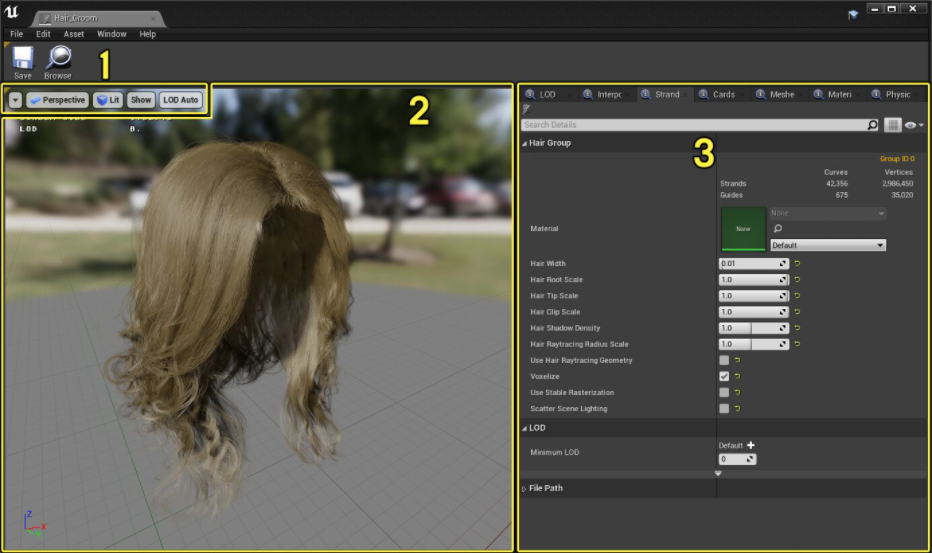 Hair_Groom
File Edit Asset Window Help
Save Browse
1
Perspective Lit Show LOD Auto
LOD 0.
2
LOD Interpc Strand Cards Meshe Materi Physic
Search Details
Hair Group
3
Group ID 0
Curves Vertices
Strands 42,356 2,986,450
Guides 675 35,020
Material None None
Default
Hair Width 0.01
Hair Root Scale 1.0
Hair Tip Scale 1.0
Hair Clip Scale 1.0
Hair Shadow Density 1.0
Hair Raytracing Radius Scale 1.0
Use Hair Raytracing Geometry
Voxelize
Use Stable Rasterization
Scatter Scene Lighting
LOD
Default
Minimum LOD 0
File Path
Z
X
Y